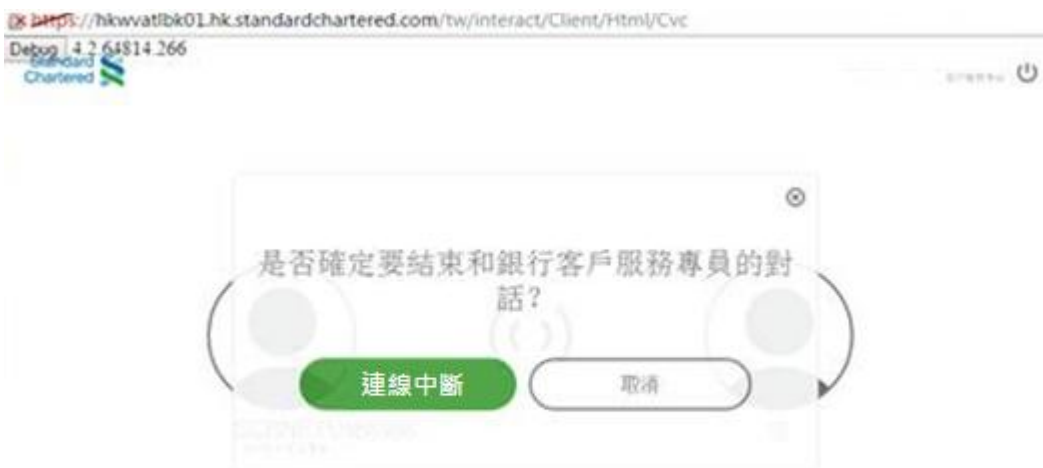 https://hkwvatlbk01.hk.standardchartered.com/tw/interact/Client/Html/Cvc
Debug 4.2.64814.266
Standard
Chartered
是否確定要結束和銀行客戶服務專員的對
話?
連線中斷
取消